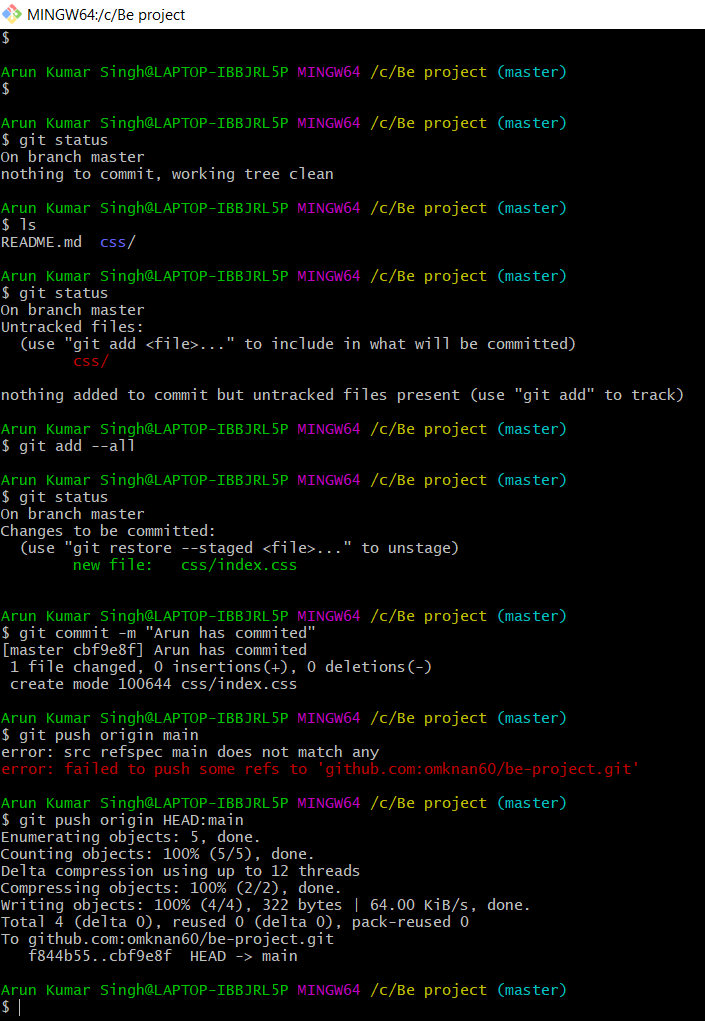 MINGW64:/c/Be project
$
Arun Kumar Singh@LAPTOP-IBBJRL5P MINGW64 /c/Be project (master)
$
Arun Kumar Singh@LAPTOP-IBBJRL5P MINGW64 /c/Be project (master)
$ git status
On branch master
nothing to commit, working tree clean
Arun Kumar Singh@LAPTOP-IBBJRL5P MINGW64 /c/Be project (master)
$ ls
README.md  css/
Arun Kumar Singh@LAPTOP-IBBJRL5P MINGW64 /c/Be project (master)
$ git status
On branch master
Untracked files:
  (use "git add <file>..." to include in what will be committed)
        css/
nothing added to commit but untracked files present (use "git add" to track)
Arun Kumar Singh@LAPTOP-IBBJRL5P MINGW64 /c/Be project (master)
$ git add --all
Arun Kumar Singh@LAPTOP-IBBJRL5P MINGW64 /c/Be project (master)
$ git status
On branch master
Changes to be committed:
  (use "git restore --staged <file>..." to unstage)
        new file:   css/index.css
Arun Kumar Singh@LAPTOP-IBBJRL5P MINGW64 /c/Be project (master)
$ git commit -m "Arun has commited"
[master cbf9e8f] Arun has commited
 1 file changed, 0 insertions(+), 0 deletions(-)
 create mode 100644 css/index.css
Arun Kumar Singh@LAPTOP-IBBJRL5P MINGW64 /c/Be project (master)
$ git push origin main
error: src refspec main does not match any
error: failed to push some refs to 'github.com:omknan60/be-project.git'
Arun Kumar Singh@LAPTOP-IBBJRL5P MINGW64 /c/Be project (master)
$ git push origin HEAD:main
Enumerating objects: 5, done.
Counting objects: 100% (5/5), done.
Delta compression using up to 12 threads
Compressing objects: 100% (2/2), done.
Writing objects: 100% (4/4), 322 bytes | 64.00 KiB/s, done.
Total 4 (delta 0), reused 0 (delta 0), pack-reused 0
To github.com:omknan60/be-project.git
   f844b55..cbf9e8f  HEAD -> main
Arun Kumar Singh@LAPTOP-IBBJRL5P MINGW64 /c/Be project (master)
$